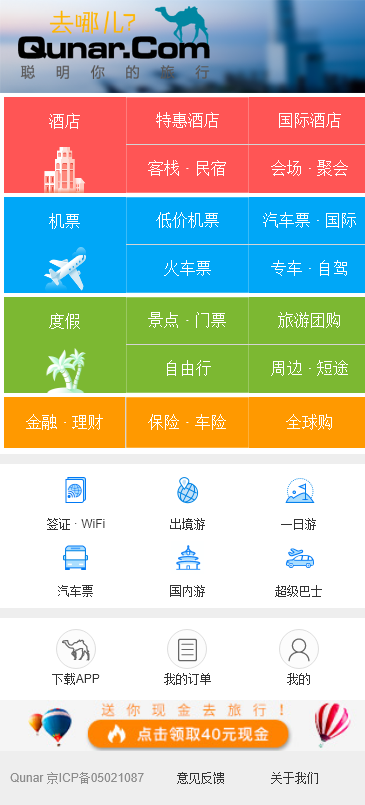 去哪儿?
Qunar.Com
聪明你的旅行
酒店 特惠酒店 国际酒店
客栈 · 民宿 会场 · 聚会
机票 低价机票 汽车票 · 国际
火车票 专车 · 自驾
度假 景点 · 门票 旅游团购
自由行 周边 · 短途
金融 · 理财 保险 · 车险 全球购
签证 · WiFi 出境游 一日游
汽车票 国内游 超级巴士
下载APP 我的订单 我的
送你现金去旅行!
点击领取40元现金
Qunar 京ICP备05021087 意见反馈 关于我们